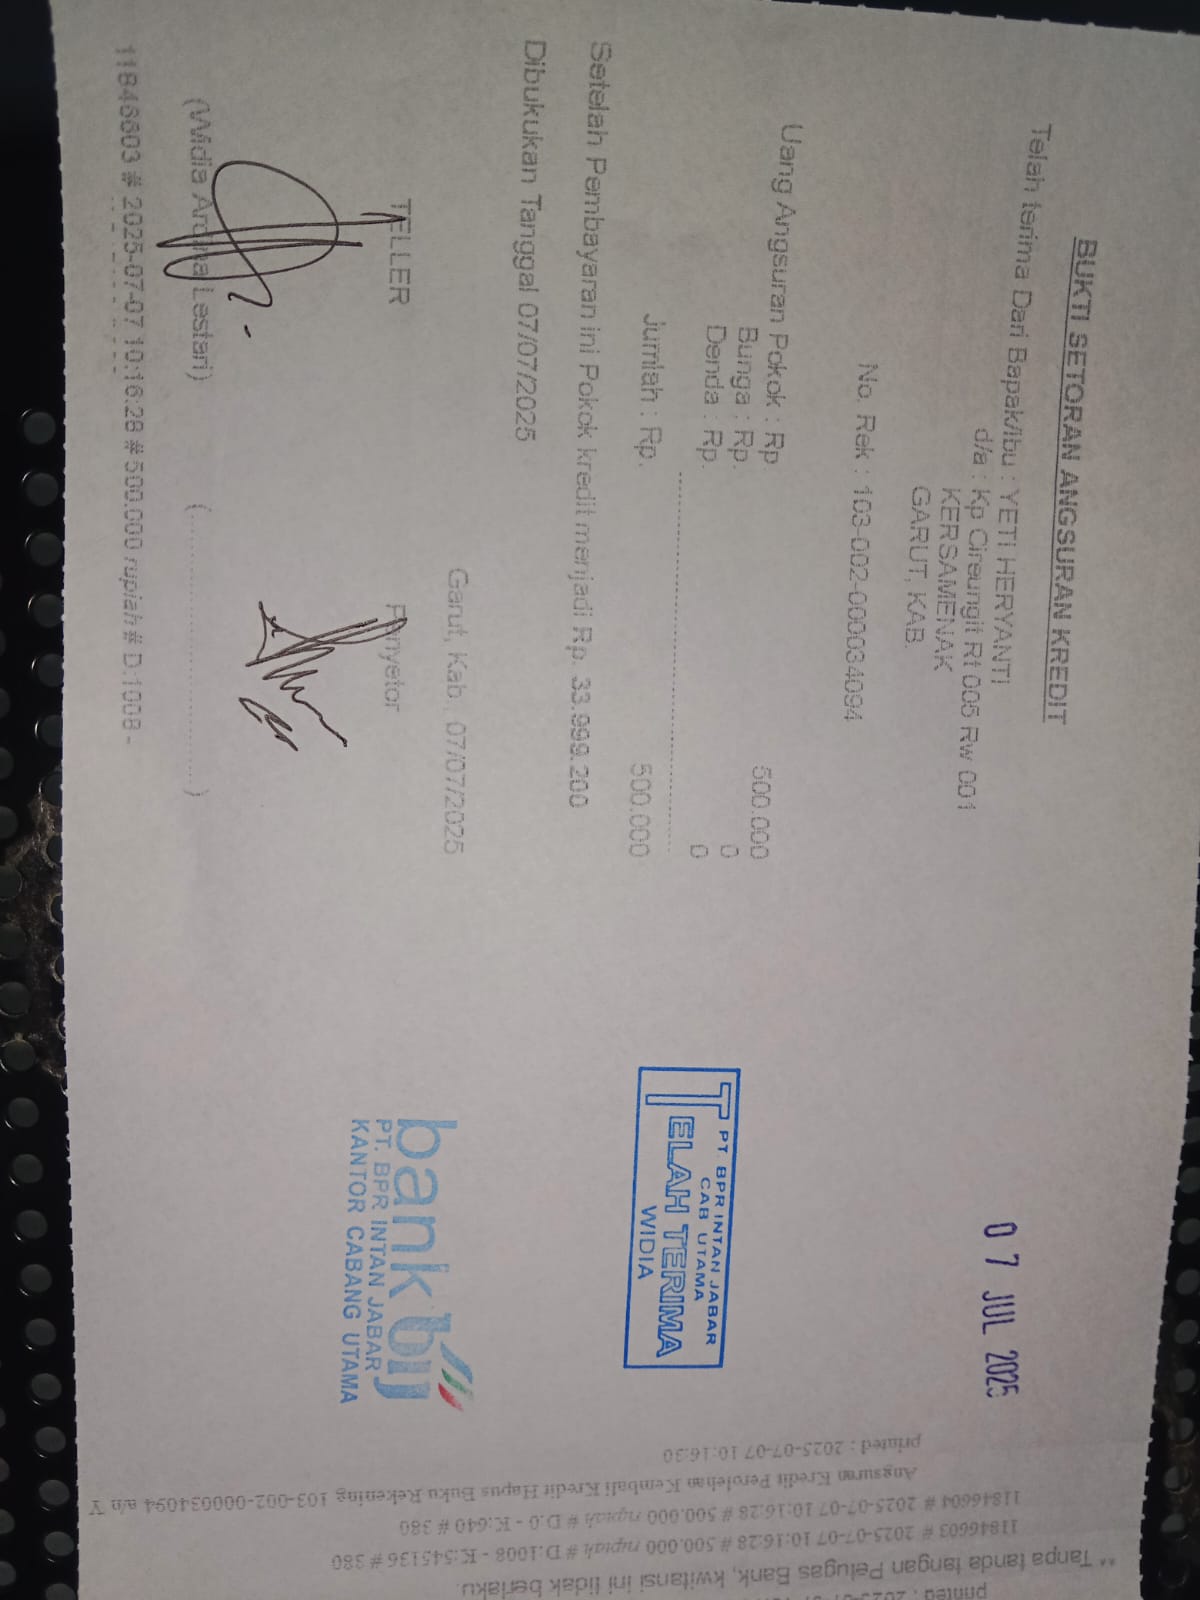 BUKTI SETORAN ANGSURAN KREDIT
Telah terima Dari Bapak/Ibu : YETI HERYANTI
d/a : Kp Cireungit Rt 005 Rw 001
KERSAMENAK
GARUT, KAB.
No. Rek : 103-002-000034094
Uang Angsuran Pokok : Rp 500.000
Bunga : Rp. 0
Denda : Rp. 0
Jumlah : Rp. 500.000
Setelah Pembayaran ini Pokok kredit menjadi Rp. 33.999.200
Dibukukan Tanggal 07/07/2025
Garut, Kab., 07/07/2025
TELLER Penyetor
(Widia Ardina Lestari) (........................................)
11846603 # 2025-07-07 10:16:28 # 500.000 rupiah # D:1008 -
07 JUL 2025
PT. BPR INTAN JABAR
CAB UTAMA
TELAH TERIMA
WIDIA
bank bij
PT. BPR INTAN JABAR
KANTOR CABANG UTAMA
** Tanpa tanda tangan Petugas Bank, kwitansi ini tidak berlaku.
11846603 # 2025-07-07 10:16:28 # 500.000 rupiah # D:1008 - K:545136 # 380
11846604 # 2025-07-07 10:16:28 # 500.000 rupiah # D:0 - K:640 # 380
Angsuran Kredit Perolehan Kembali Kredit Hapus Buku Rekening 103-002-000034094 a/n Y
printed : 2025-07-07 10:16:30